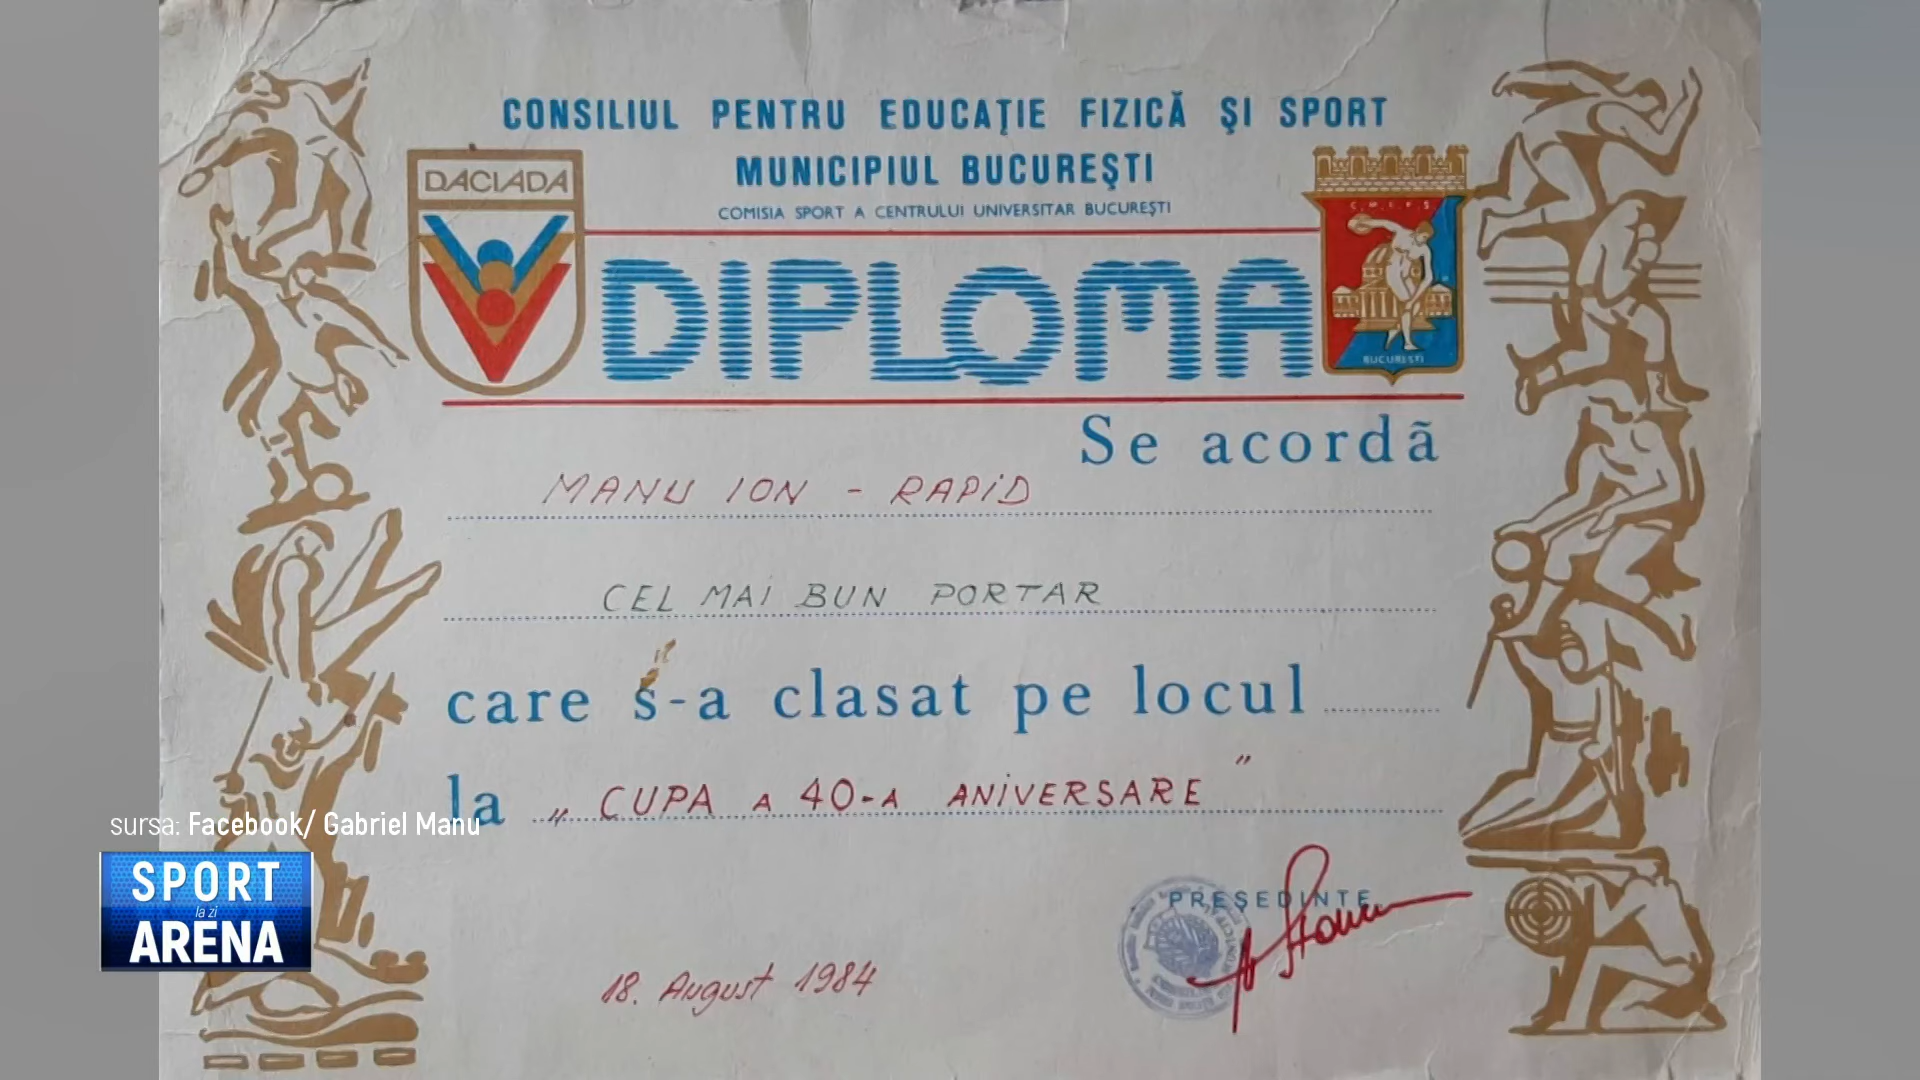 CONSILIUL PENTRU EDUCAŢIE FIZICĂ ŞI SPORT
MUNICIPIUL BUCUREŞTI
COMISIA SPORT A CENTRULUI UNIVERSITAR BUCUREŞTI
DACIADA
C.M.E.F.S.
DIPLOMA
BUCUREŞTI
Se acordă
MANU ION - RAPID
CEL MAI BUN PORTAR
care s-a clasat pe locul
la „CUPA A 40-A ANIVERSARE"
sursa: Facebook/ Gabriel Manu
SPORT
la zi
ARENA
PREŞEDINTE,
18. August 1984